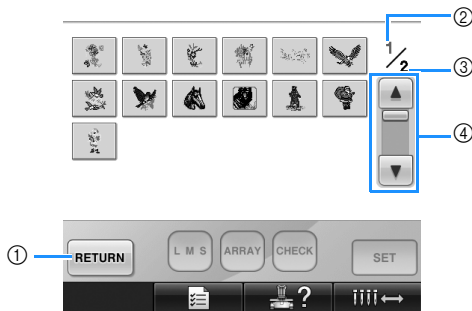 ②
1/2
③
④
①
RETURN
L M S
ARRAY
CHECK
SET
?